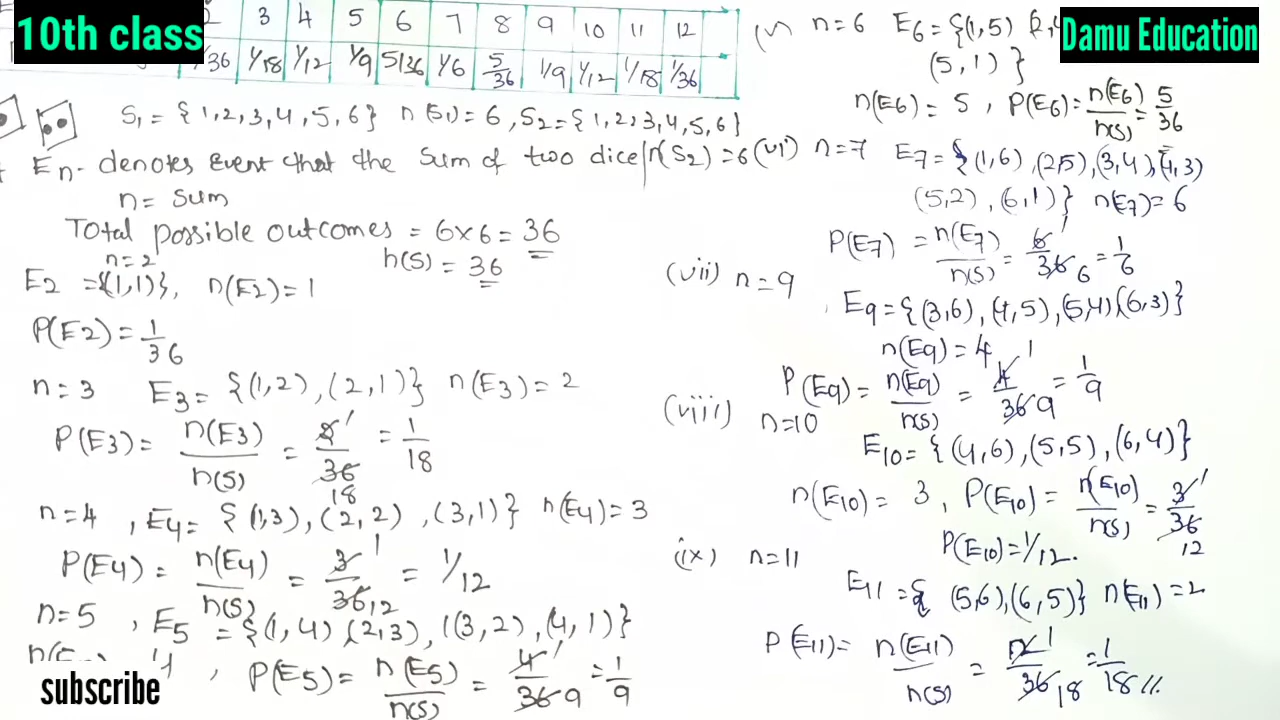 10th class
Damu Education
2 3 4 5 6 7 8 9 10 11 12
1/36 1/18 1/12 1/9 5/36 1/6 5/36 1/9 1/12 1/18 1/36
S1 = {1,2,3,4,5,6} n(S1) = 6, S2 = {1,2,3,4,5,6}
En - denotes event that the sum of two dice n(S2) = 6
n = sum
Total possible outcomes = 6×6 = 36
n(S) = 36
n = 2
E2 = {(1,1)}, n(E2) = 1
P(E2) = 1/36
n = 3 E3 = {(1,2), (2,1)} n(E3) = 2
P(E3) = n(E3)/n(S) = 2/36 = 1/18
n = 4, E4 = {(1,3), (2,2), (3,1)} n(E4) = 3
P(E4) = n(E4)/n(S) = 3/36 = 1/12
n = 5, E5 = {(1,4) (2,3), (3,2), (4,1)}
4, P(E5) = n(E5)/n(S) = 4/36 = 1/9
subscribe
(v) n = 6 E6 = {(1,5)
(5,1)}
n(E6) = 5, P(E6) = n(E6)/n(S) = 5/36
(vi) n = 7 E7 = {(1,6), (2,5), (3,4), (4,3)
(5,2), (6,1)} n(E7) = 6
P(E7) = n(E7)/n(S) = 6/36 = 1/6
(vii) n = 9
E9 = {(3,6), (4,5), (5,4) (6,3)}
n(E9) = 4
P(E9) = n(E9)/n(S) = 4/36 = 1/9
(viii) n = 10
E10 = {(4,6), (5,5), (6,4)}
n(E10) = 3, P(E10) = n(E10)/n(S) = 3/36
P(E10) = 1/12.
(ix) n = 11
E11 = {(5,6), (6,5)} n(E11) = 2
P(E11) = n(E11)/n(S) = 2/36 = 1/18 //